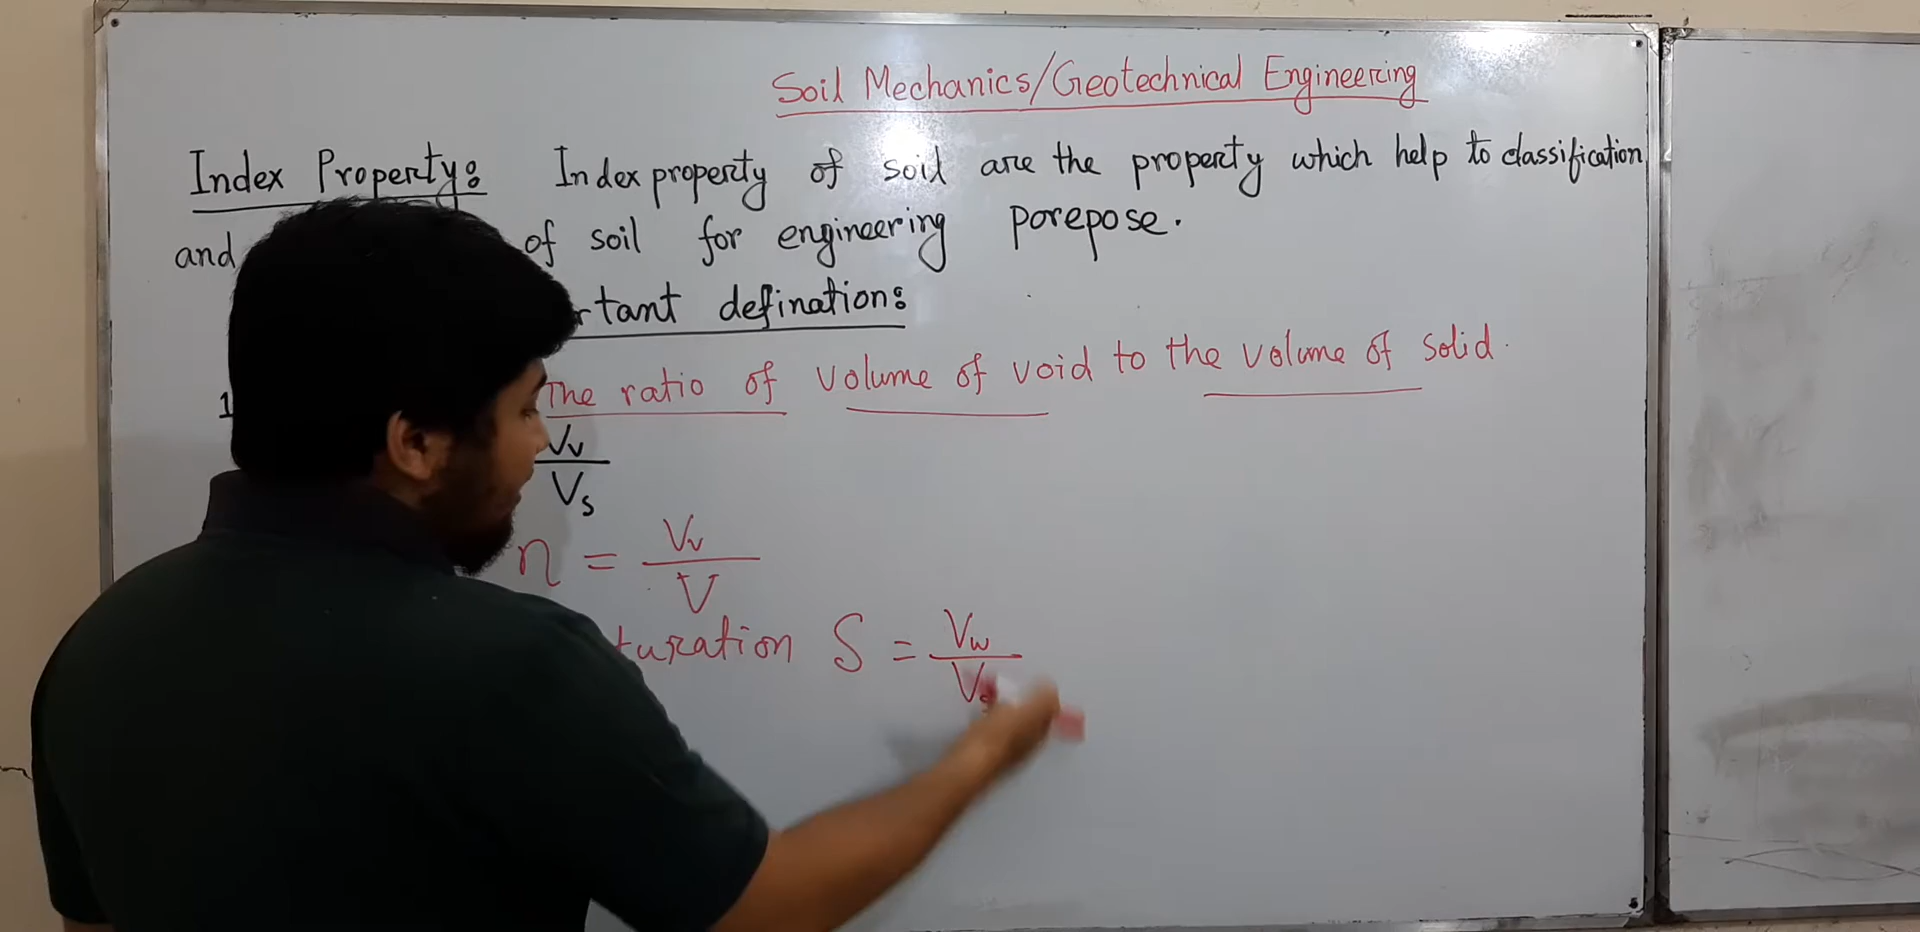 Soil Mechanics/Geotechnical Engineering
Index Property: Index property of soil are the property which help to classification
and of soil for engineering porepose.
rtant defination:
1 The ratio of volume of void to the volume of solid.
Vv
Vs
n = Vv
V
turation S = Vw